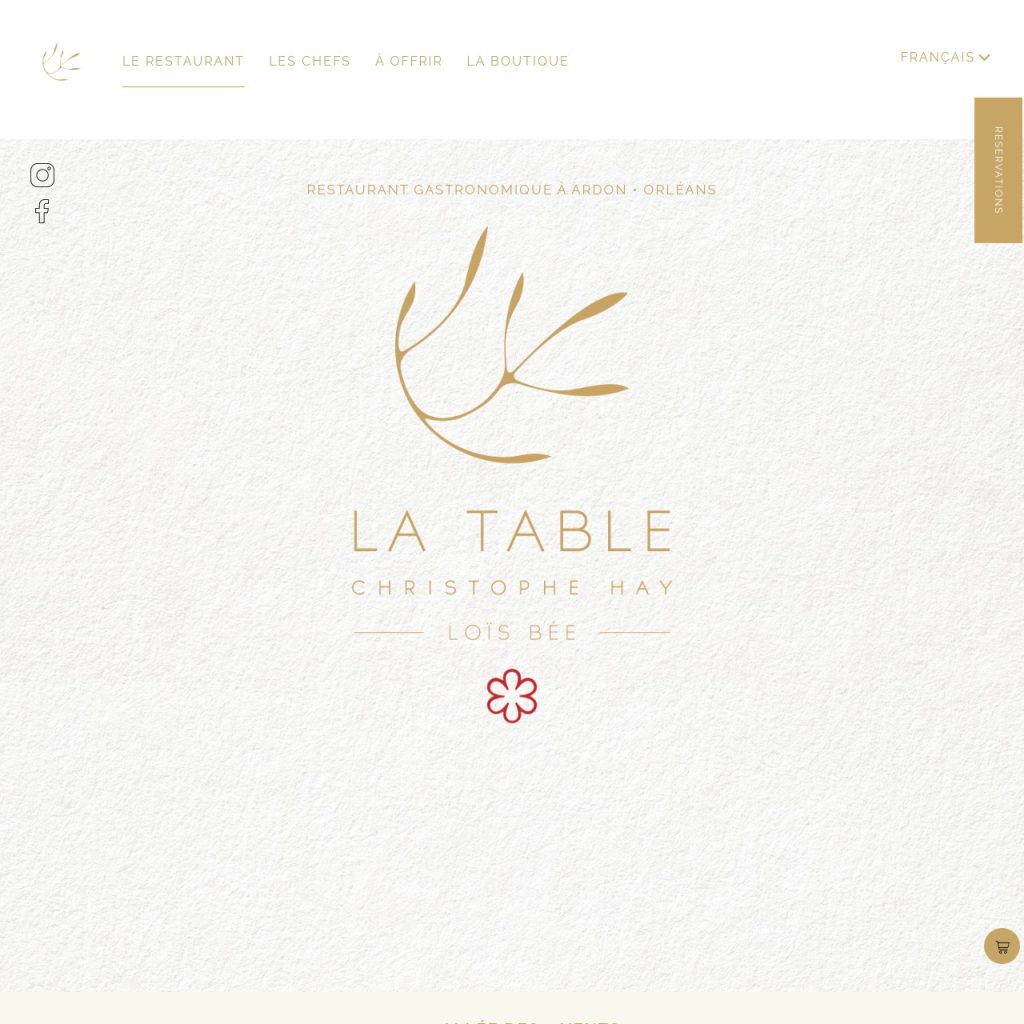 LE RESTAURANT
LES CHEFS
À OFFRIR
LA BOUTIQUE
FRANÇAIS
RESERVATIONS
RESTAURANT GASTRONOMIQUE À ARDON • ORLÉANS
LA TABLE
CHRISTOPHE HAY
LOÏS BÉE